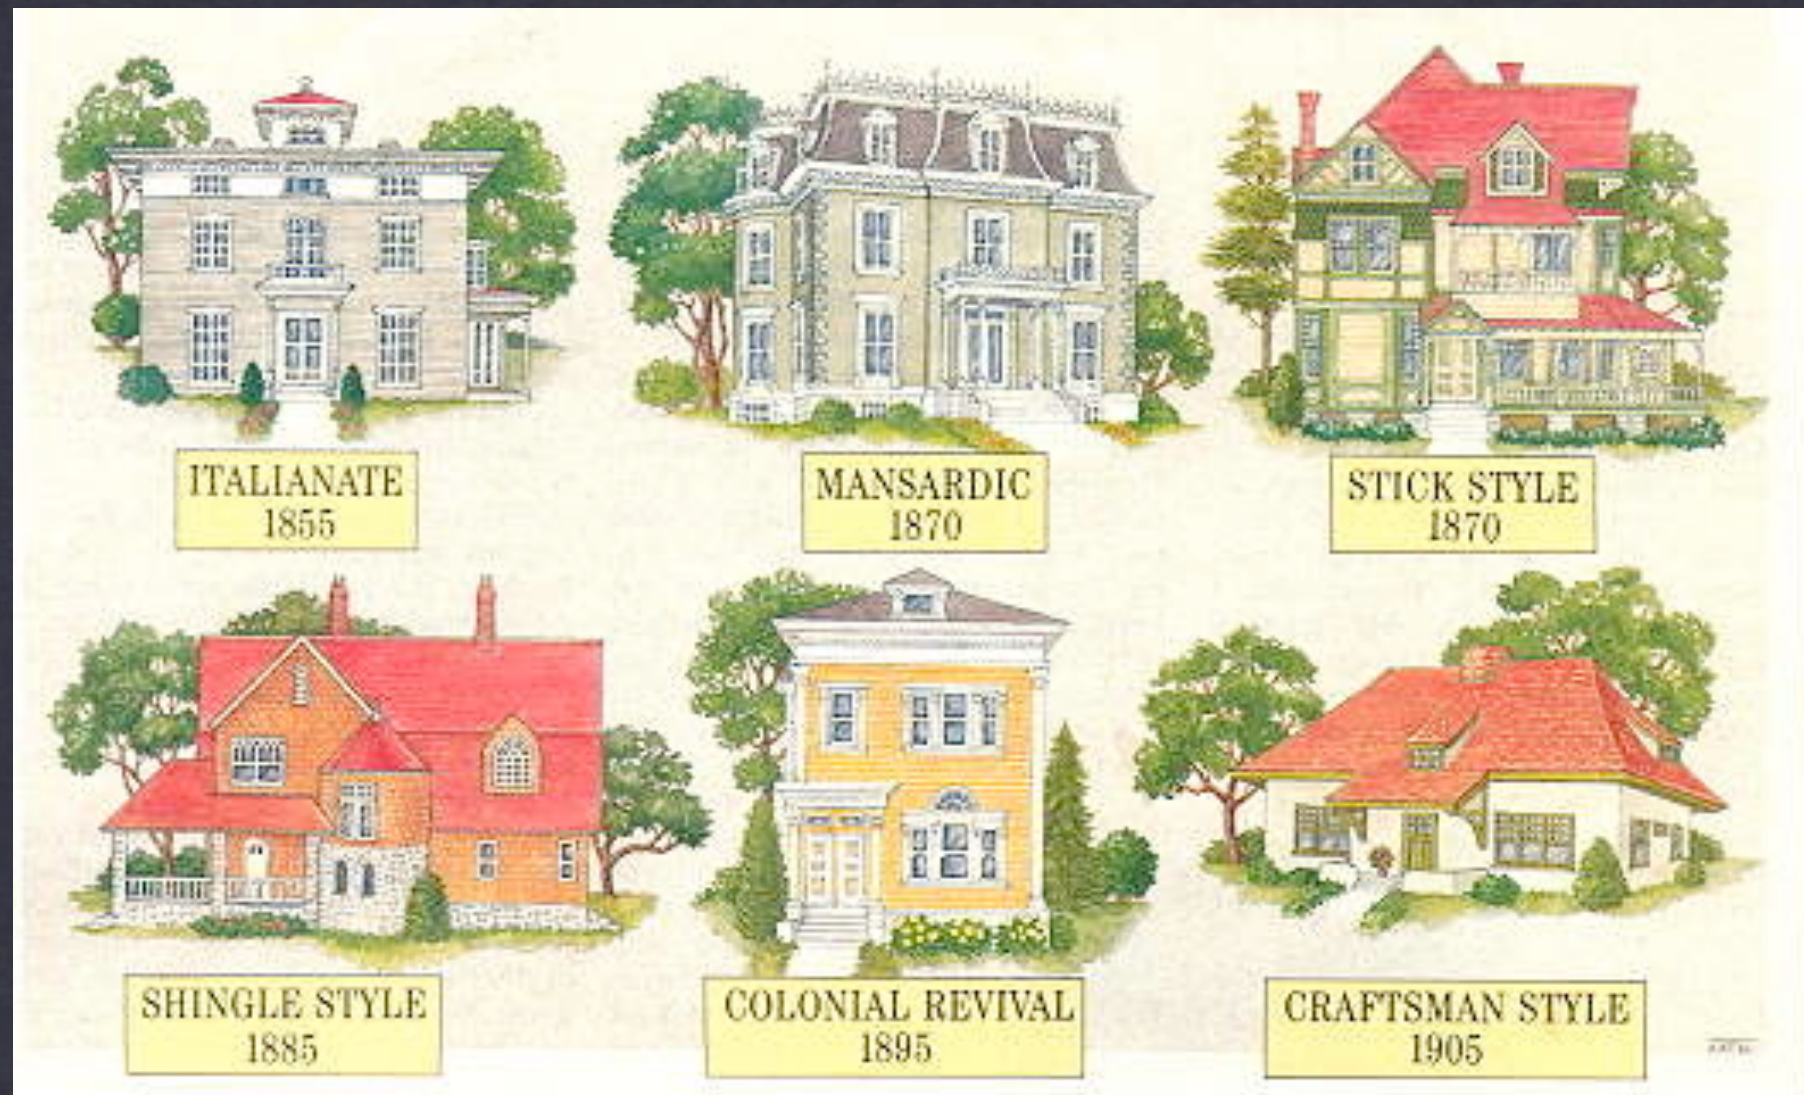 ITALIANATE
1855
MANSARDIC
1870
STICK STYLE
1870
SHINGLE STYLE
1885
COLONIAL REVIVAL
1895
CRAFTSMAN STYLE
1905